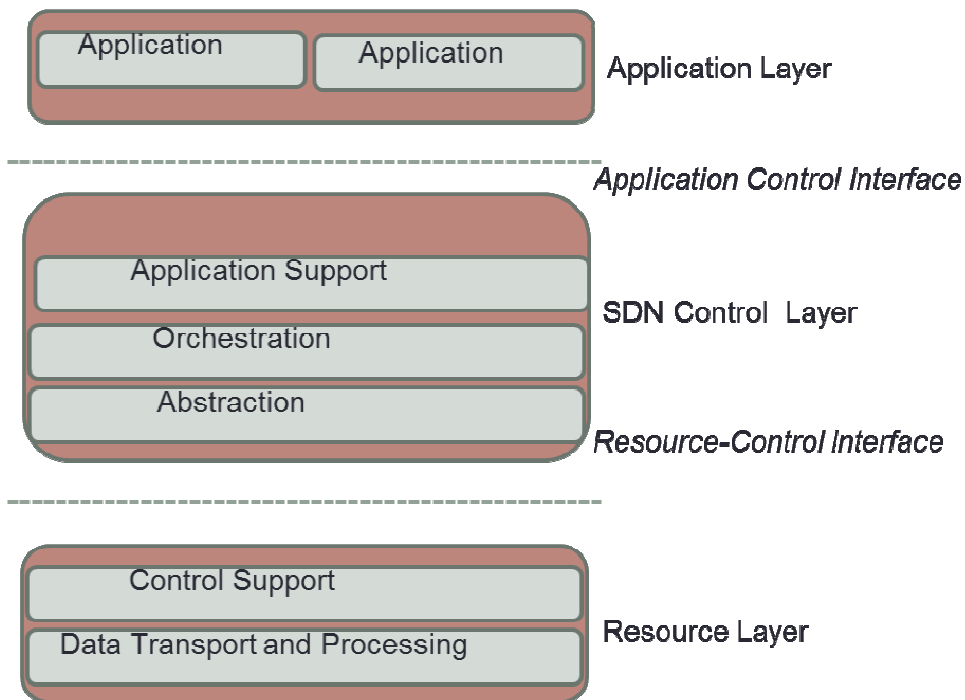 Application
Application
Application Layer
Application Control Interface
Application Support
SDN Control Layer
Orchestration
Abstraction
Resource-Control Interface
Control Support
Data Transport and Processing
Resource Layer